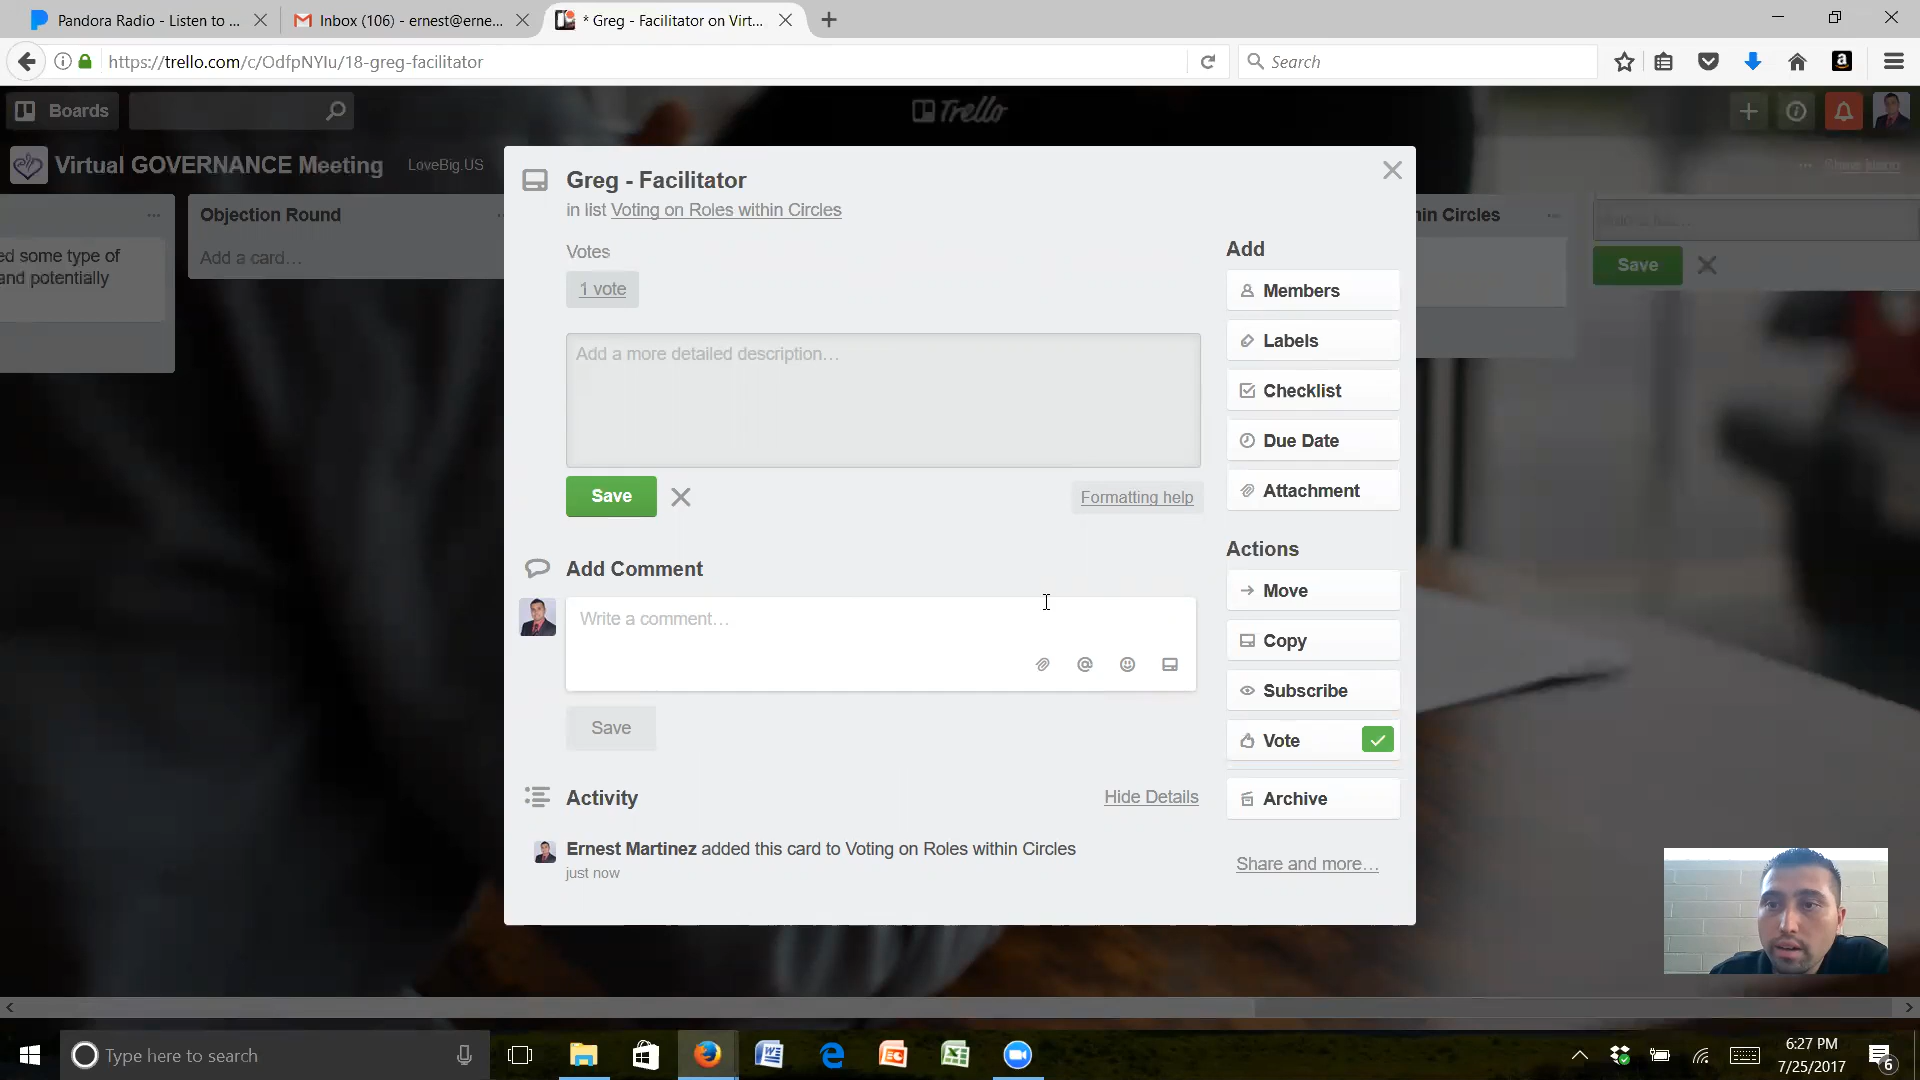 Pandora Radio - Listen to ...
Inbox (106) - ernest@erne...
* Greg - Facilitator on Virt...
https://trello.com/c/OdfpNYIu/18-greg-facilitator
Search
Boards
Trello
Virtual GOVERNANCE Meeting
LoveBig.US
ed some type of
and potentially
Objection Round
Add a card...
Greg - Facilitator
in list Voting on Roles within Circles
Votes
1 vote
Add a more detailed description...
Save
Formatting help
Add Comment
Write a comment...
Save
Activity
Hide Details
Ernest Martinez added this card to Voting on Roles within Circles
just now
Add
Members
Labels
Checklist
Due Date
Attachment
Actions
Move
Copy
Subscribe
Vote
Archive
Share and more...
hin Circles
Save
Type here to search
6:27 PM
7/25/2017
6